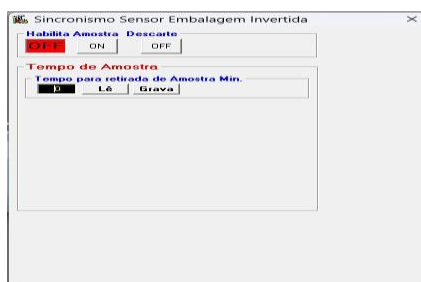 Sincronismo Sensor Embalagem Invertida
Habilita Amostra Descarte
OFF ON OFF
Tempo de Amostra
Tempo para retirada de Amostra Min.
0 Lê Grava